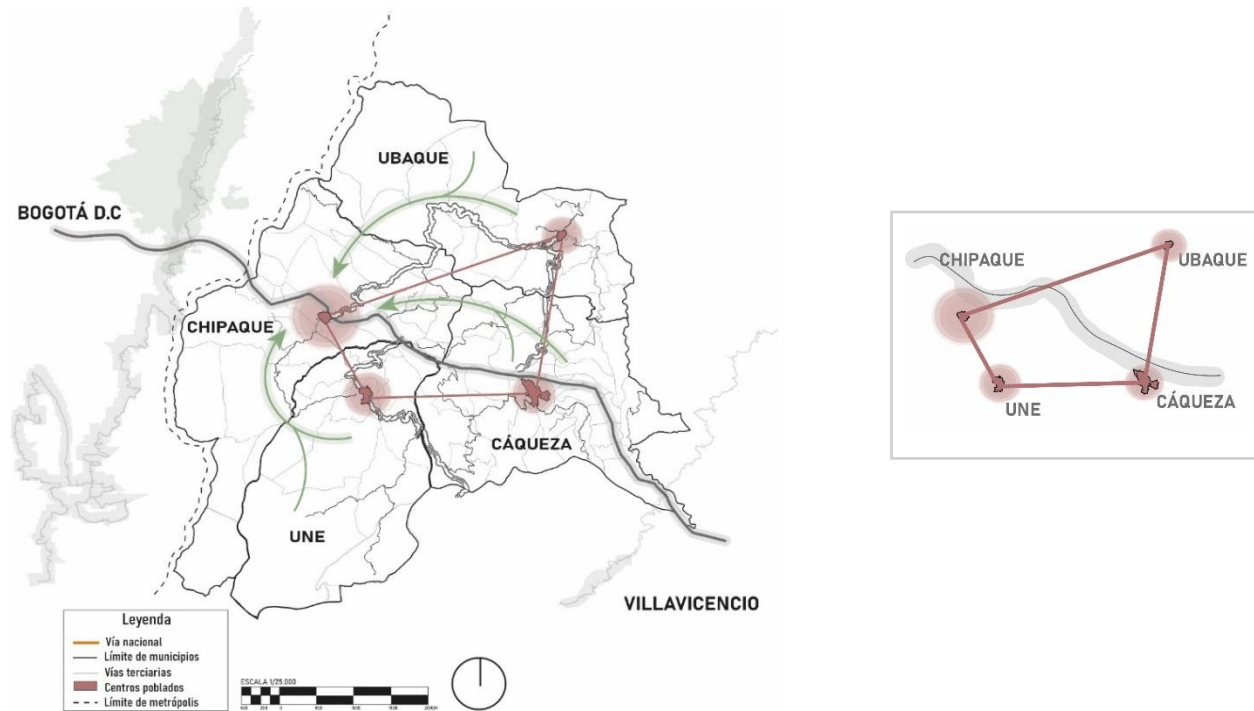 UBAQUE
BOGOTÁ D.C
CHIPAQUE
CÁQUEZA
UNE
VILLAVICENCIO
Leyenda
Vía nacional
Límite de municipios
Vías terciarias
Centros poblados
Límite de metrópolis
ESCALA 1/25.000
CHIPAQUE
UBAQUE
UNE
CÁQUEZA